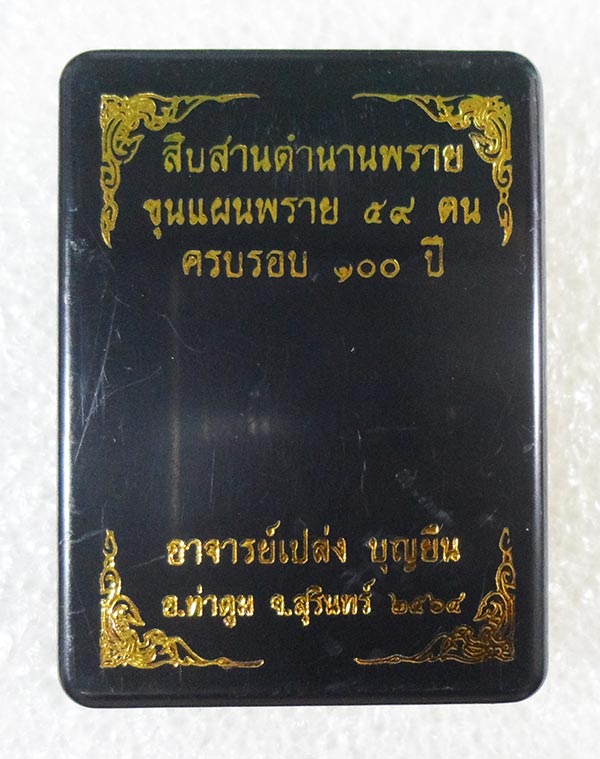 สืบสานตำนานพราย
ขุนแผนพราย ๕๙ ตน
ครบรอบ ๑๐๐ ปี
อาจารย์เปล่ง บุญยืน
อ.ท่าตูม จ.สุรินทร์ ๒๕๖๔